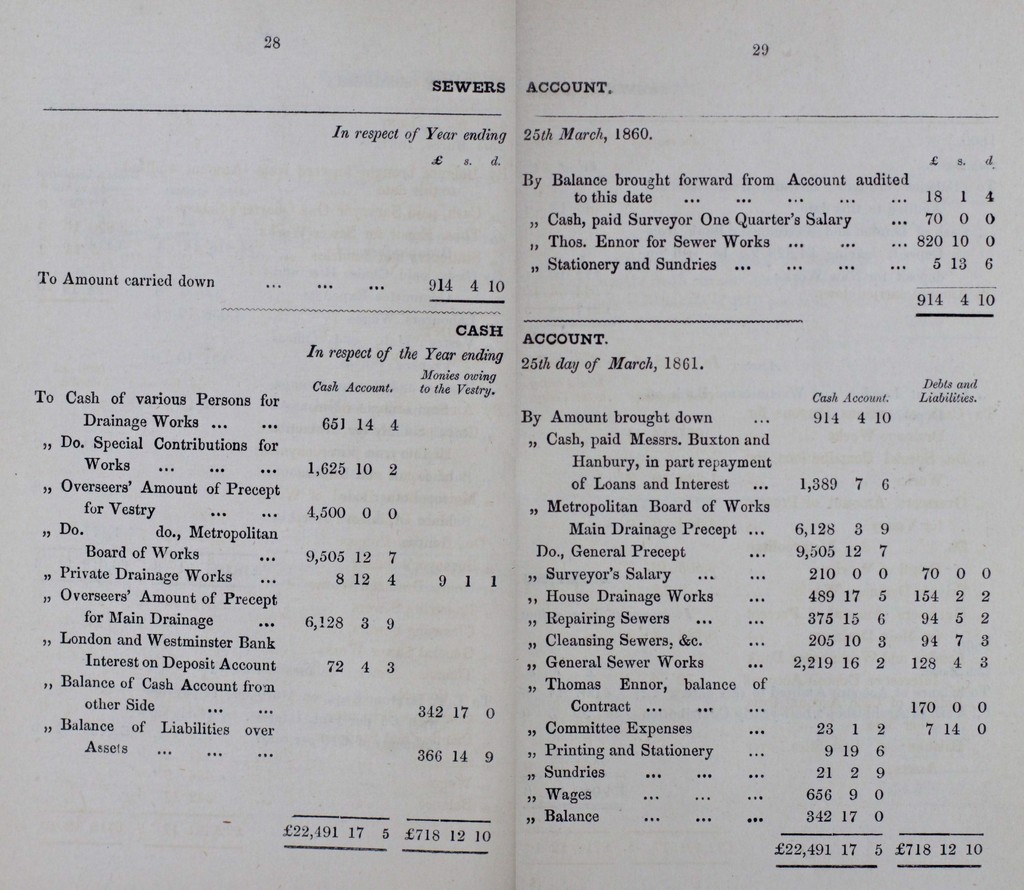 28
SEWERS
In respect of Year ending
£ s. d.
To Amount carried down ... ... ... 914 4 10
CASH
In respect of the Year ending
Cash Account. Monies owing
to the Vestry.
To Cash of various Persons for
Drainage Works ... ... 651 14 4
„ Do. Special Contributions for
Works ... ... ... 1,625 10 2
„ Overseers' Amount of Precept
for Vestry ... ... 4,500 0 0
„ Do. do., Metropolitan
Board of Works ... 9,505 12 7
„ Private Drainage Works ... 8 12 4 9 1 1
„ Overseers' Amount of Precept
for Main Drainage ... 6,128 3 9
„ London and Westminster Bank
Interest on Deposit Account 72 4 3
„ Balance of Cash Account from
other Side ... ... 342 17 0
„ Balance of Liabilities over
Assets ... ... ... 366 14 9
£22,491 17 5 £718 12 10
29
ACCOUNT.
25th March, 1860.
£ s. d
By Balance brought forward from Account audited
to this date ... ... ... ... ... 18 1 4
„ Cash, paid Surveyor One Quarter's Salary ... 70 0 0
„ Thos. Ennor for Sewer Works ... ... ... 820 10 0
„ Stationery and Sundries ... ... ... ... 5 13 6
914 4 10
ACCOUNT.
25th day of March, 1861.
Debts and
Cash Account. Liabilities.
By Amount brought down ... 914 4 10
„ Cash, paid Messrs. Buxton and
Hanbury, in part repayment
of Loans and Interest ... 1,389 7 6
„ Metropolitan Board of Works
Main Drainage Precept ... 6,128 3 9
Do., General Precept ... 9,505 12 7
„ Surveyor's Salary ... ... 210 0 0 70 0 0
„ House Drainage Works ... 489 17 5 154 2 2
„ Repairing Sewers ... ... 375 15 6 94 5 2
„ Cleansing Sewers, &c. ... 205 10 3 94 7 3
„ General Sewer Works ... 2,219 16 2 128 4 3
„ Thomas Ennor, balance of
Contract ... ... ... 170 0 0
„ Committee Expenses ... 23 1 2 7 14 0
„ Printing and Stationery ... 9 19 6
„ Sundries ... ... ... 21 2 9
„ Wages ... ... ... 656 9 0
„ Balance ... ... ... 342 17 0
£22,491 17 5 £718 12 10